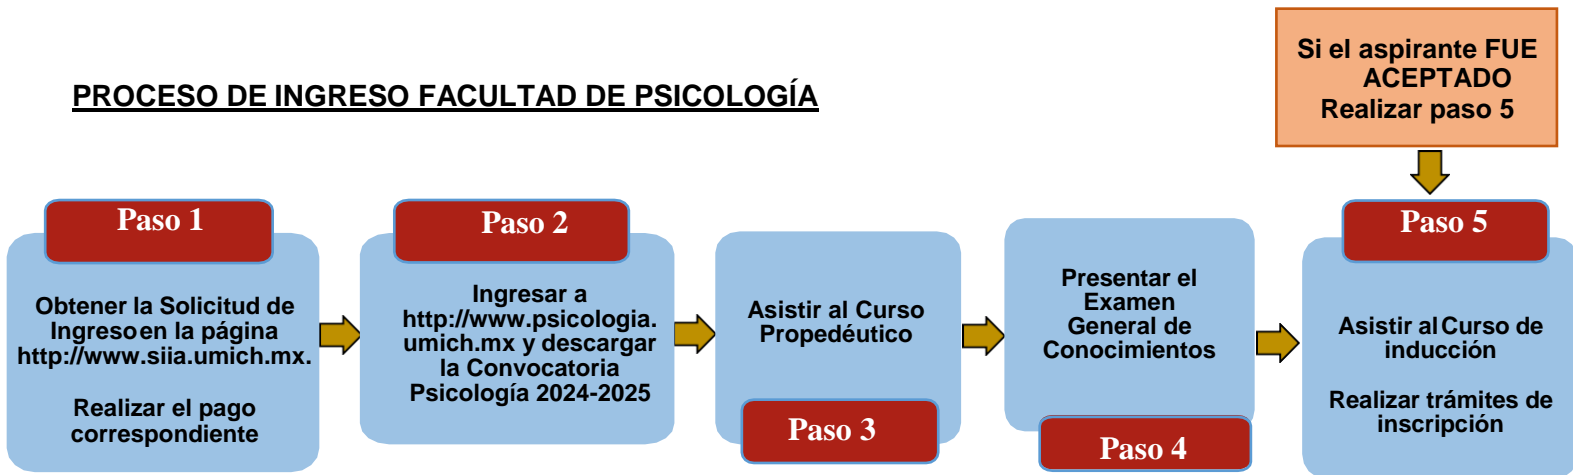 PROCESO DE INGRESO FACULTAD DE PSICOLOGÍA
Si el aspirante FUE
ACEPTADO
Realizar paso 5
Paso 1
Obtener la Solicitud de
Ingreso en la página
http://www.siia.umich.mx.
Realizar el pago
correspondiente
Paso 2
Ingresar a
http://www.psicologia.
umich.mx y descargar
la Convocatoria
Psicología 2024-2025
Asistir al Curso
Propedéutico
Paso 3
Presentar el
Examen
General de
Conocimientos
Paso 4
Paso 5
Asistir al Curso de
inducción
Realizar trámites de
inscripción